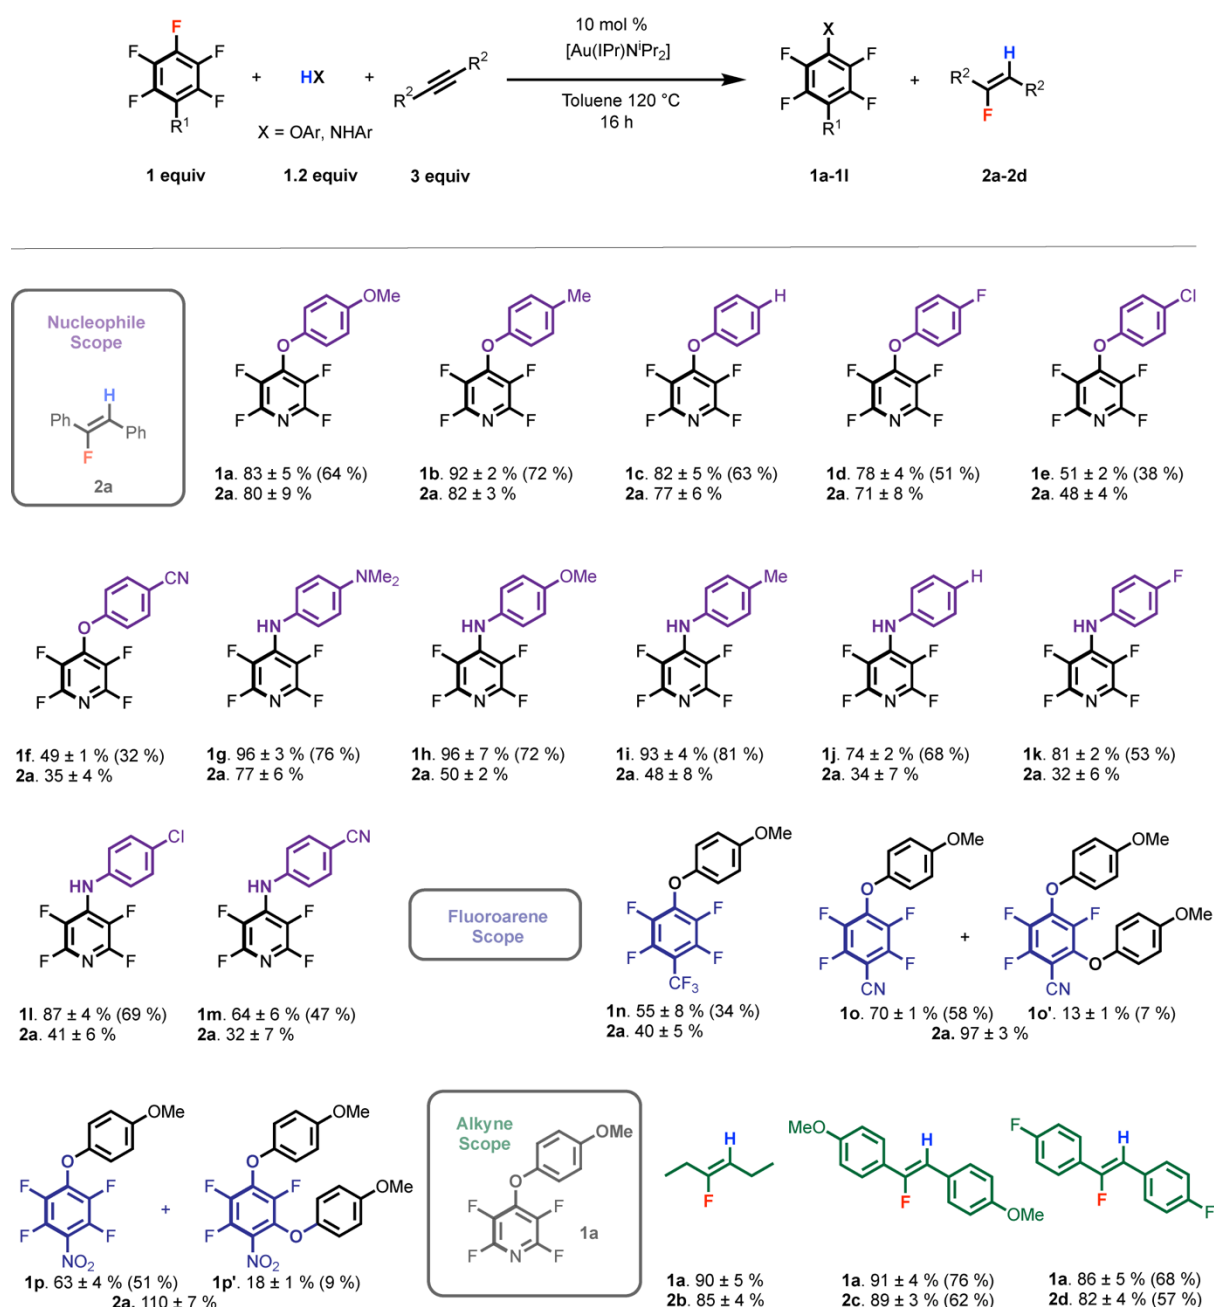 F
F F
F F
R¹
+
HX
X = OAr, NHAr
+
R²
R²
10 mol %
[Au(IPr)NⁱPr₂]
Toluene 120 °C
16 h
X
F F
F F
R¹
+
H
R²
R²
F
1 equiv 1.2 equiv 3 equiv 1a-1l 2a-2d
Nucleophile
Scope
H
Ph
Ph
F
2a
OMe
O
F F
F N F
1a. 83 ± 5 % (64 %)
2a. 80 ± 9 %
Me
O
F F
F N F
1b. 92 ± 2 % (72 %)
2a. 82 ± 3 %
H
O
F F
F N F
1c. 82 ± 5 % (63 %)
2a. 77 ± 6 %
F
O
F F
F N F
1d. 78 ± 4 % (51 %)
2a. 71 ± 8 %
Cl
O
F F
F N F
1e. 51 ± 2 % (38 %)
2a. 48 ± 4 %
CN
O
F F
F N F
1f. 49 ± 1 % (32 %)
2a. 35 ± 4 %
NMe₂
HN
F F
F N F
1g. 96 ± 3 % (76 %)
2a. 77 ± 6 %
OMe
HN
F F
F N F
1h. 96 ± 7 % (72 %)
2a. 50 ± 2 %
Me
HN
F F
F N F
1i. 93 ± 4 % (81 %)
2a. 48 ± 8 %
H
HN
F F
F N F
1j. 74 ± 2 % (68 %)
2a. 34 ± 7 %
F
HN
F F
F N F
1k. 81 ± 2 % (53 %)
2a. 32 ± 6 %
Cl
HN
F F
F N F
1l. 87 ± 4 % (69 %)
2a. 41 ± 6 %
CN
HN
F F
F N F
1m. 64 ± 6 % (47 %)
2a. 32 ± 7 %
Fluoroarene
Scope
OMe
O
F F
F F
CF₃
1n. 55 ± 8 % (34 %)
2a. 40 ± 5 %
OMe
O
F F
F F
CN
+
OMe
O OMe
F F
F O
CN
1o. 70 ± 1 % (58 %) 1o'. 13 ± 1 % (7 %)
2a. 97 ± 3 %
OMe
O
F F
F F
NO₂
+
OMe
O OMe
F F
F O
NO₂
1p. 63 ± 4 % (51 %) 1p'. 18 ± 1 % (9 %)
2a. 110 ± 7 %
Alkyne
Scope
OMe
O
F F
F N F
1a
H
F
1a. 90 ± 5 %
2b. 85 ± 4 %
MeO
H
F
OMe
1a. 91 ± 4 % (76 %)
2c. 89 ± 3 % (62 %)
F
H
F
F
1a. 86 ± 5 % (68 %)
2d. 82 ± 4 % (57 %)